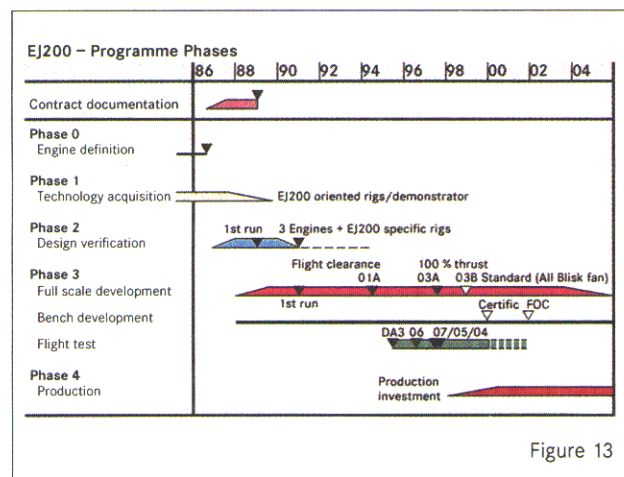 EJ200 – Programme Phases
86 88 90 92 94 96 98 00 02 04
Contract documentation
Phase 0
Engine definition
Phase 1
Technology acquisition EJ200 oriented rigs/demonstrator
Phase 2 1st run 3 Engines + EJ200 specific rigs
Design verification
Flight clearance 100 % thrust
Phase 3 01A 03A 03B Standard (All Blisk fan)
Full scale development
1st run
Certific FOC
Bench development
DA3 06 07/05/04
Flight test
Phase 4
Production Production
investment
Figure 13